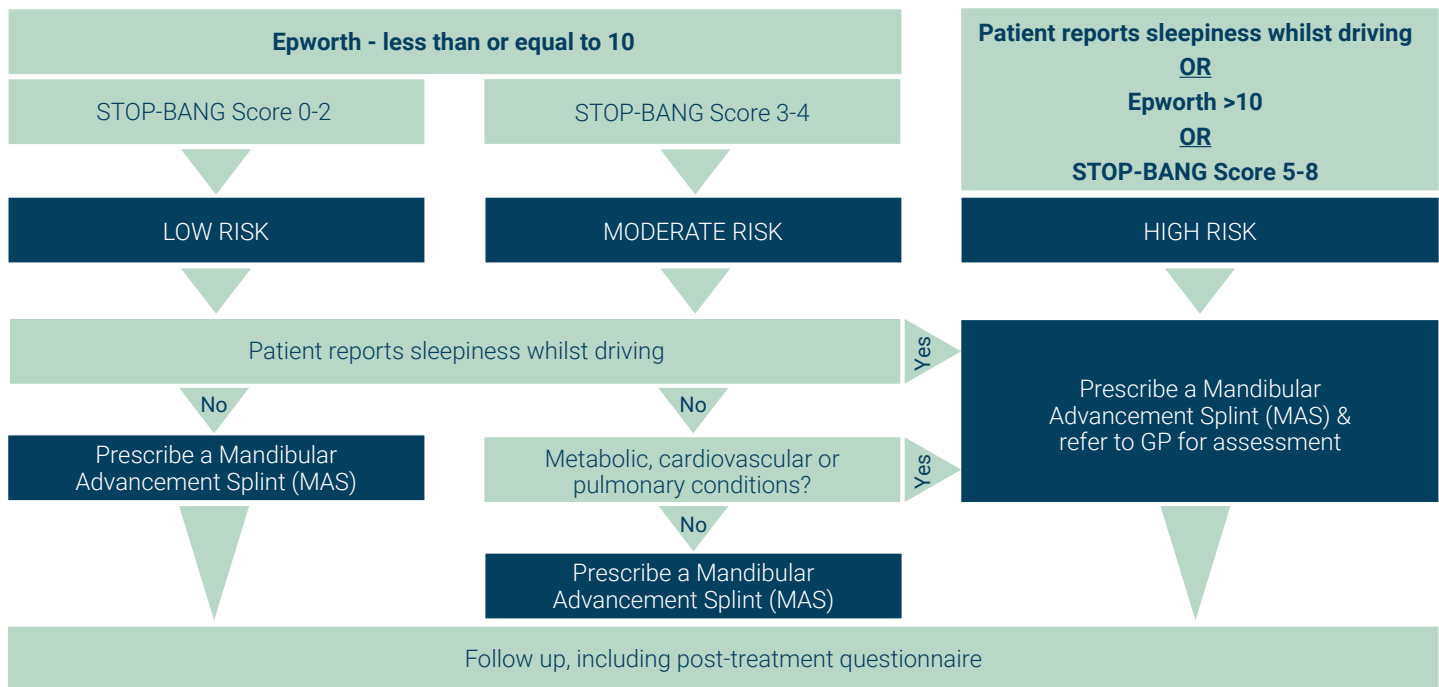 Epworth - less than or equal to 10
STOP-BANG Score 0-2
STOP-BANG Score 3-4
Patient reports sleepiness whilst driving
OR
Epworth >10
OR
STOP-BANG Score 5-8
LOW RISK
MODERATE RISK
HIGH RISK
Patient reports sleepiness whilst driving
Yes
No
No
Prescribe a Mandibular
Advancement Splint (MAS)
Metabolic, cardiovascular or
pulmonary conditions?
Yes
Prescribe a Mandibular
Advancement Splint (MAS) &
refer to GP for assessment
No
Prescribe a Mandibular
Advancement Splint (MAS)
Follow up, including post-treatment questionnaire